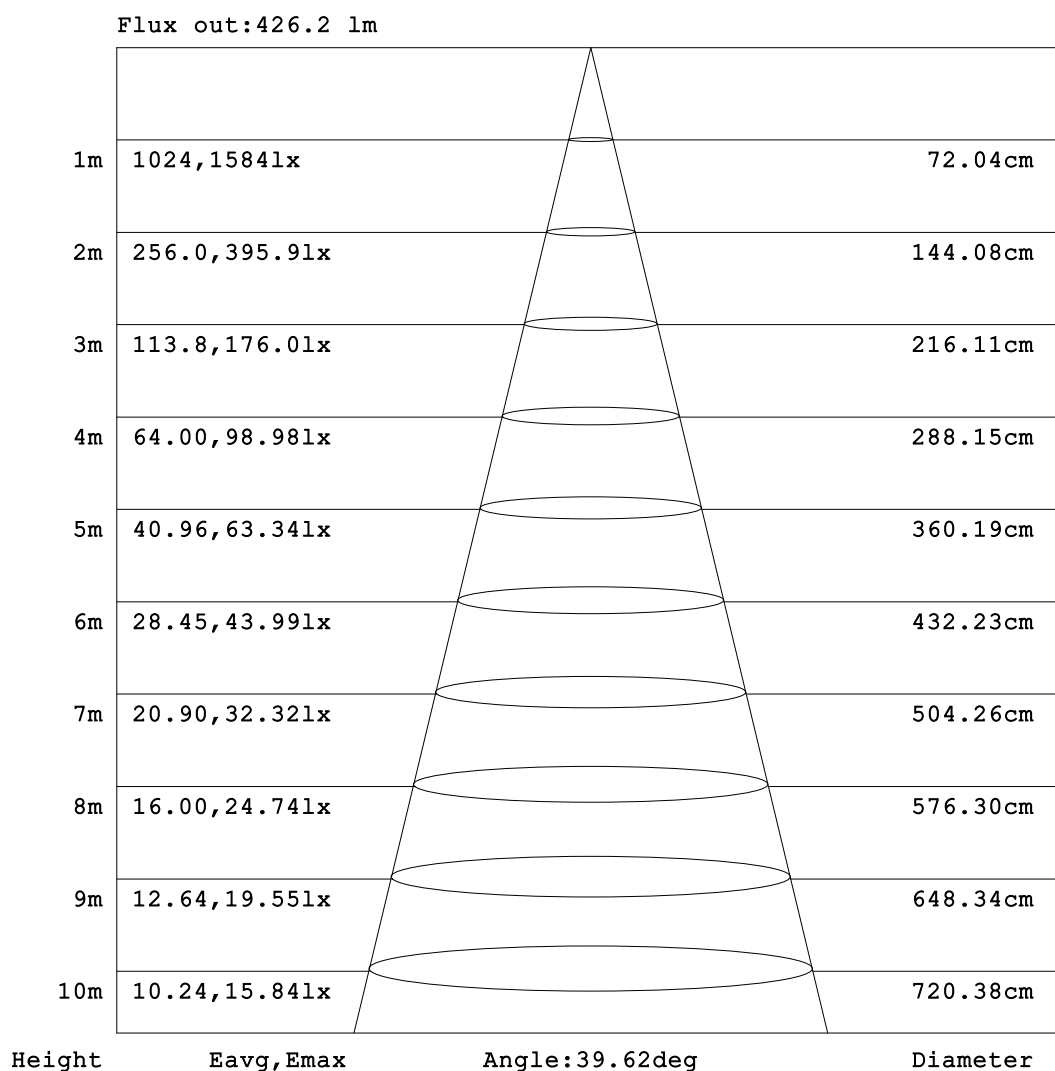 Flux out:426.2 lm
1m 1024,1584lx 72.04cm
2m 256.0,395.9lx 144.08cm
3m 113.8,176.0lx 216.11cm
4m 64.00,98.98lx 288.15cm
5m 40.96,63.34lx 360.19cm
6m 28.45,43.99lx 432.23cm
7m 20.90,32.32lx 504.26cm
8m 16.00,24.74lx 576.30cm
9m 12.64,19.55lx 648.34cm
10m 10.24,15.84lx 720.38cm
Height Eavg,Emax Angle:39.62deg Diameter